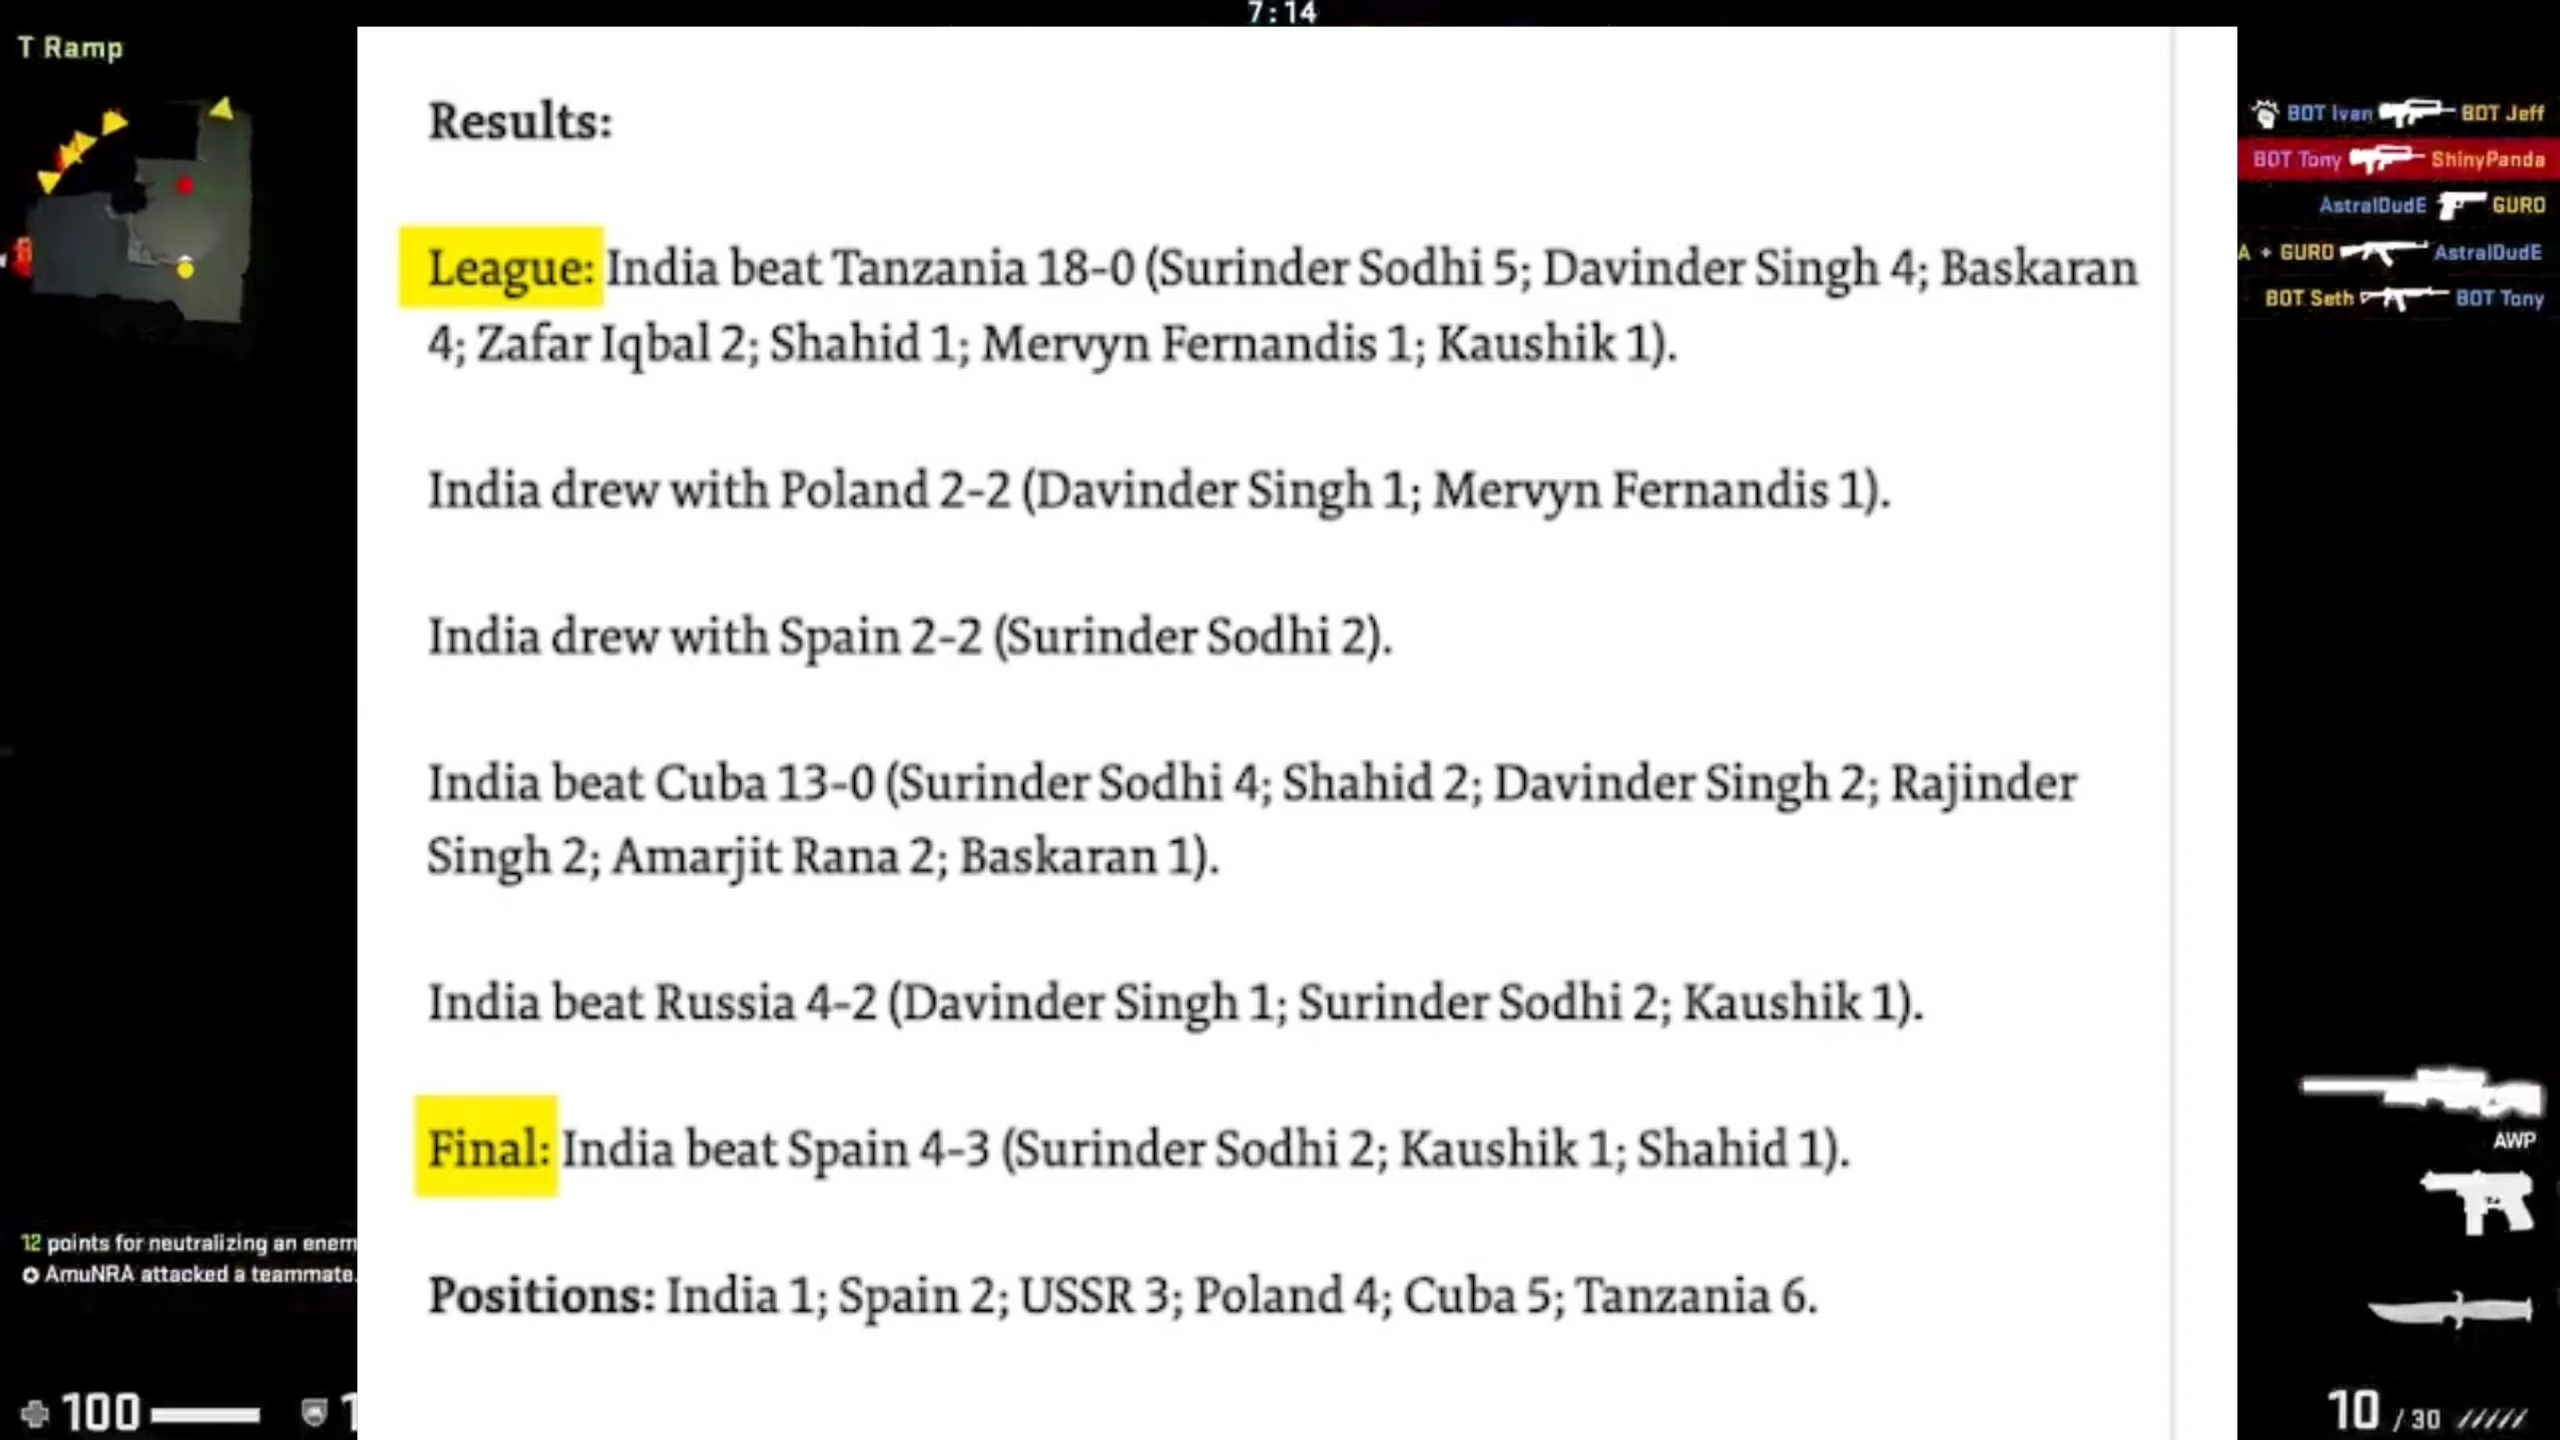 7:14
T Ramp
BOT Ivan BOT Jeff
BOT Tony ShinyPanda
AstralDudE GURO
A + GURO AstralDudE
BOT Seth BOT Tony
Results:
League: India beat Tanzania 18-0 (Surinder Sodhi 5; Davinder Singh 4; Baskaran
4; Zafar Iqbal 2; Shahid 1; Mervyn Fernandis 1; Kaushik 1).
India drew with Poland 2-2 (Davinder Singh 1; Mervyn Fernandis 1).
India drew with Spain 2-2 (Surinder Sodhi 2).
India beat Cuba 13-0 (Surinder Sodhi 4; Shahid 2; Davinder Singh 2; Rajinder
Singh 2; Amarjit Rana 2; Baskaran 1).
India beat Russia 4-2 (Davinder Singh 1; Surinder Sodhi 2; Kaushik 1).
Final: India beat Spain 4-3 (Surinder Sodhi 2; Kaushik 1; Shahid 1).
Positions: India 1; Spain 2; USSR 3; Poland 4; Cuba 5; Tanzania 6.
AWP
12 points for neutralizing an enem
AmuNRA attacked a teammate.
100
10 / 30